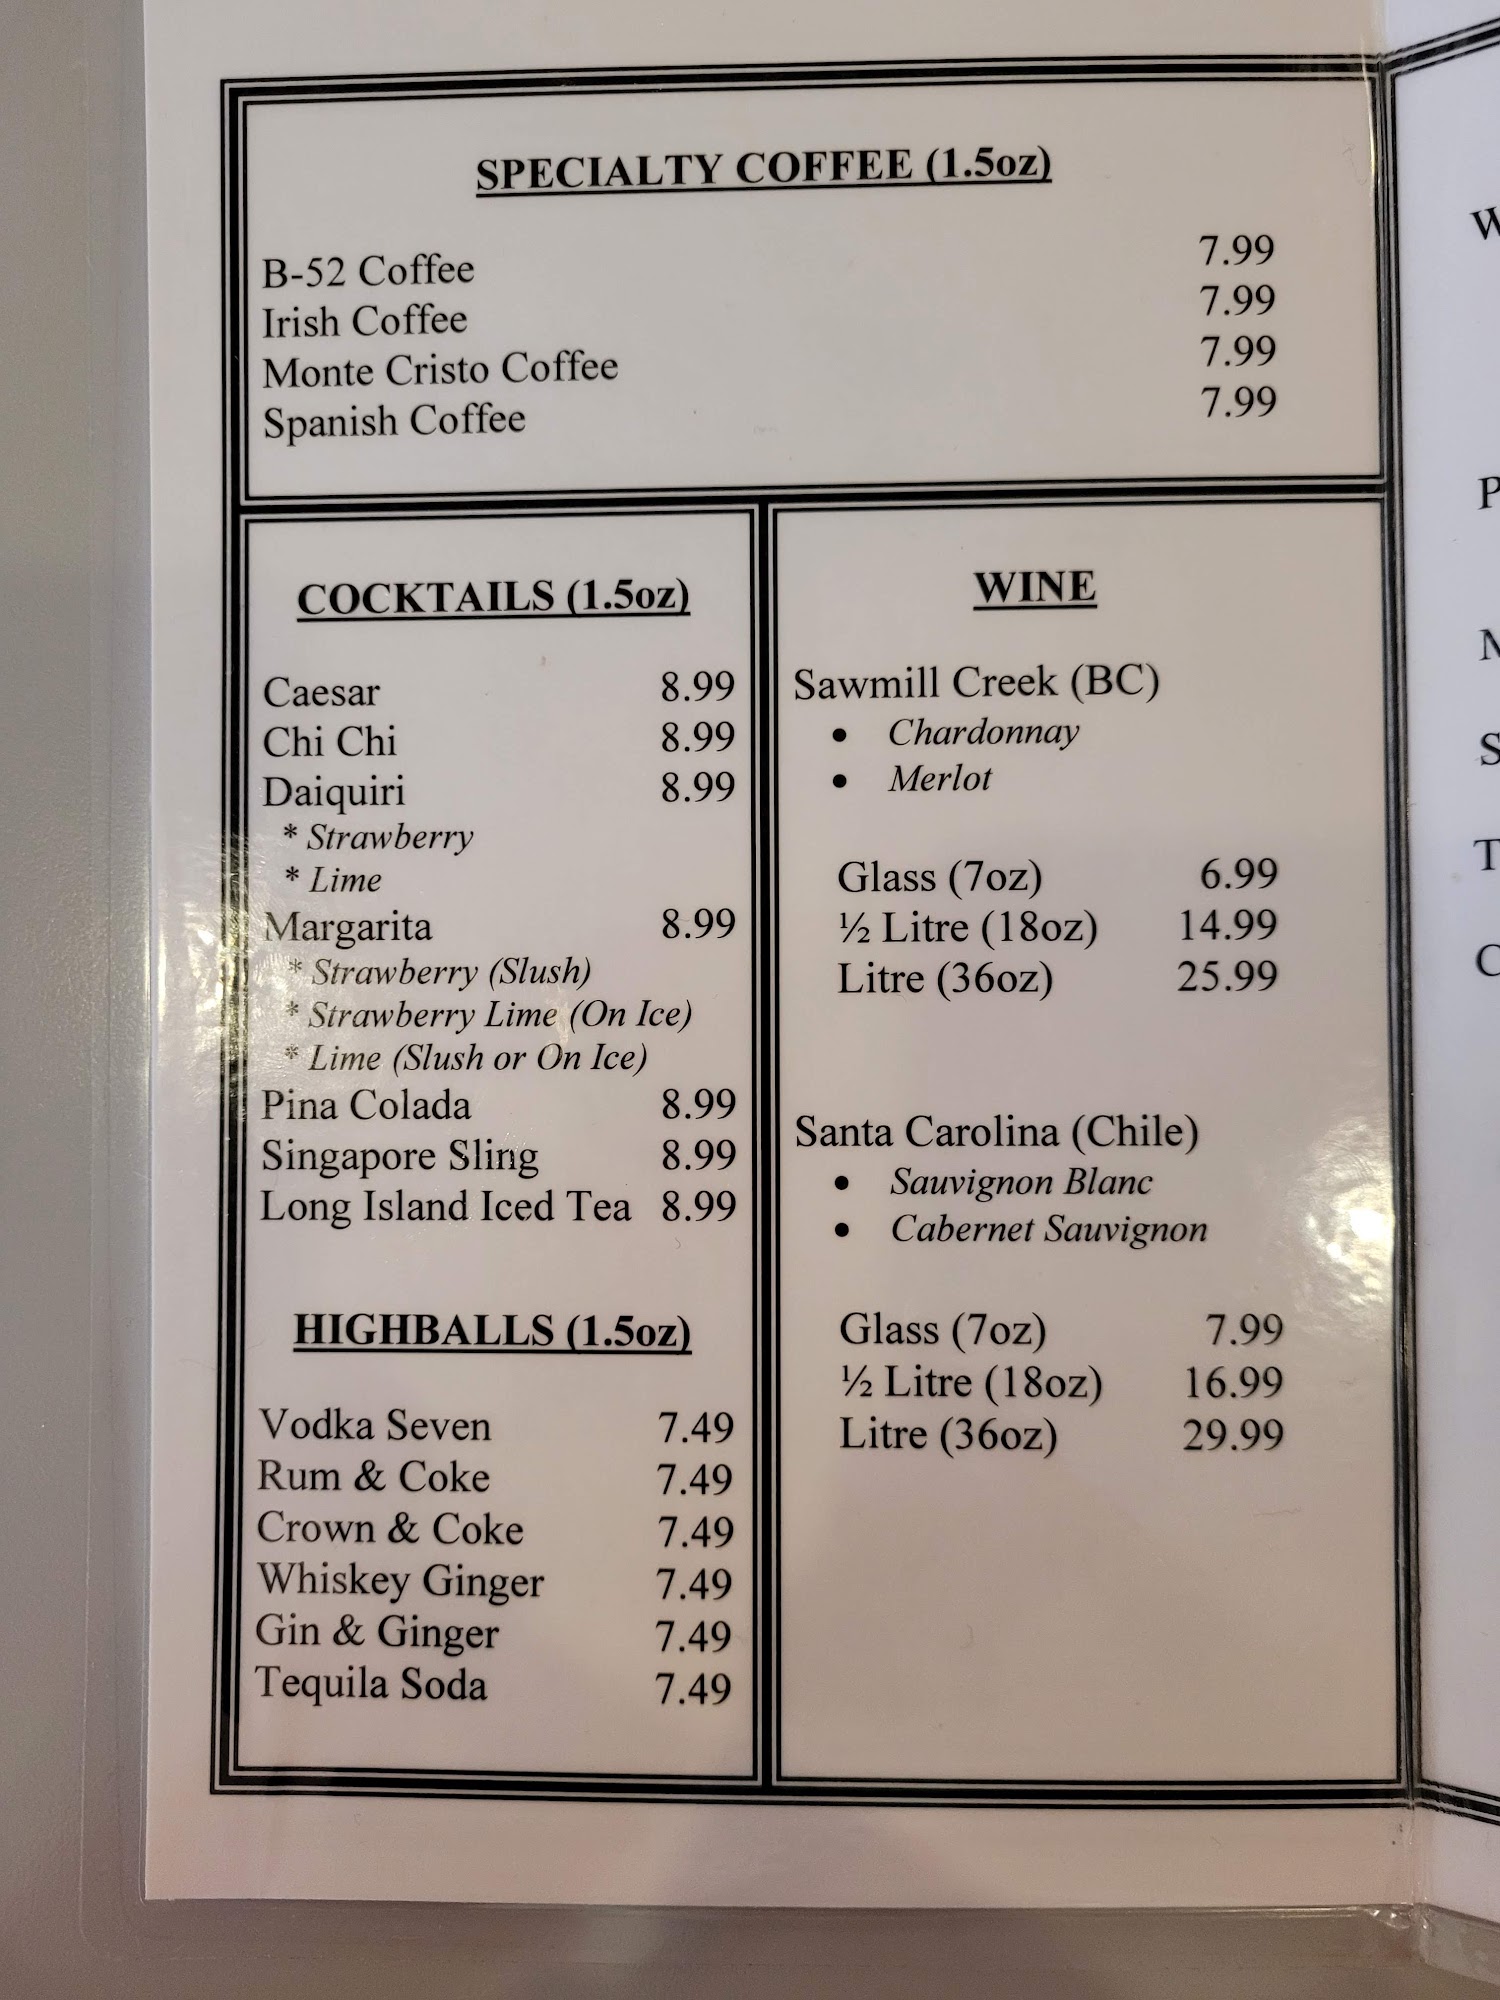 SPECIALTY COFFEE (1.5oz)
B-52 Coffee 7.99
Irish Coffee 7.99
Monte Cristo Coffee 7.99
Spanish Coffee 7.99
COCKTAILS (1.5oz)
Caesar 8.99
Chi Chi 8.99
Daiquiri 8.99
* Strawberry
* Lime
Margarita 8.99
* Strawberry (Slush)
* Strawberry Lime (On Ice)
* Lime (Slush or On Ice)
Pina Colada 8.99
Singapore Sling 8.99
Long Island Iced Tea 8.99
HIGHBALLS (1.5oz)
Vodka Seven 7.49
Rum & Coke 7.49
Crown & Coke 7.49
Whiskey Ginger 7.49
Gin & Ginger 7.49
Tequila Soda 7.49
WINE
Sawmill Creek (BC)
• Chardonnay
• Merlot
Glass (7oz) 6.99
½ Litre (18oz) 14.99
Litre (36oz) 25.99
Santa Carolina (Chile)
• Sauvignon Blanc
• Cabernet Sauvignon
Glass (7oz) 7.99
½ Litre (18oz) 16.99
Litre (36oz) 29.99